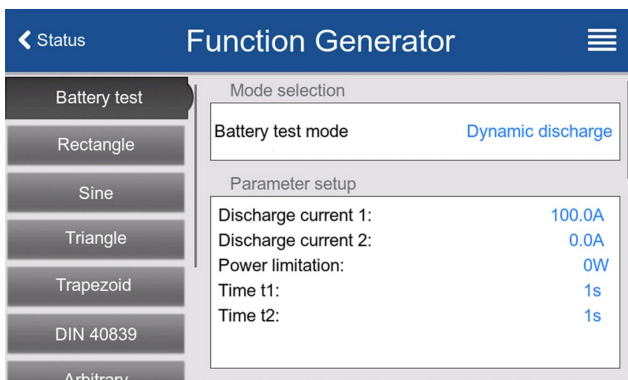 Status
Function Generator
Battery test
Rectangle
Sine
Triangle
Trapezoid
DIN 40839
Arbitrary
Mode selection
Battery test mode Dynamic discharge
Parameter setup
Discharge current 1: 100.0A
Discharge current 2: 0.0A
Power limitation: 0W
Time t1: 1s
Time t2: 1s